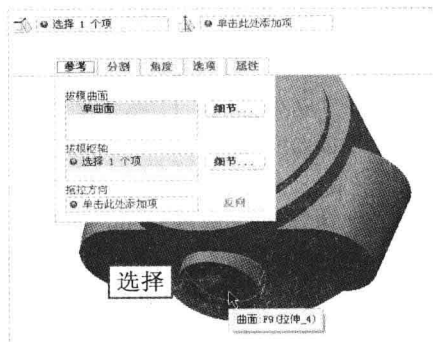 选择 1 个项 单击此处添加项
参考 分割 角度 选项 属性
拔模曲面
单曲面 细节...
拔模枢轴
选择 1 个项 细节...
拖拉方向
单击此处添加项 反向
选择
曲面:F9(拉伸_4)